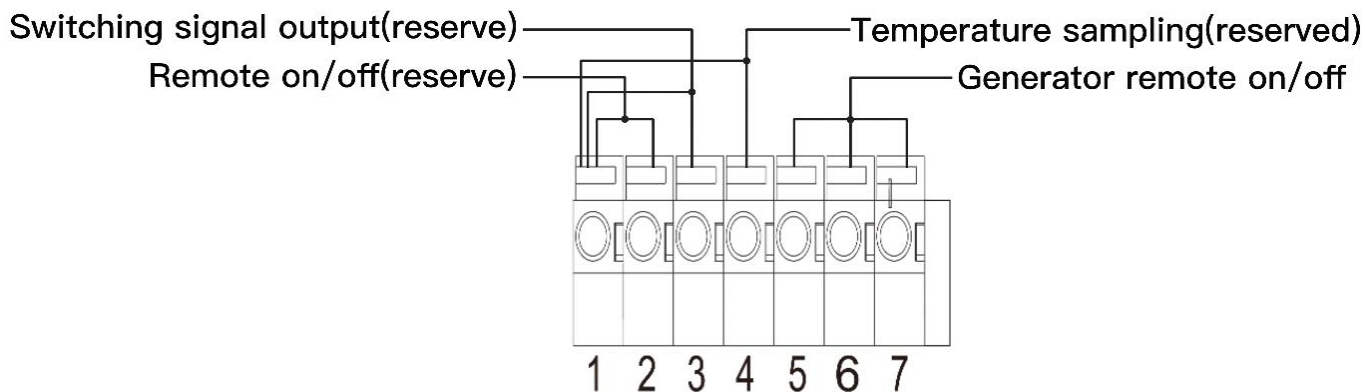 Switching signal output(reserve)
Temperature sampling(reserved)
Remote on/off(reserve)
Generator remote on/off
1 2 3 4 5 6 7